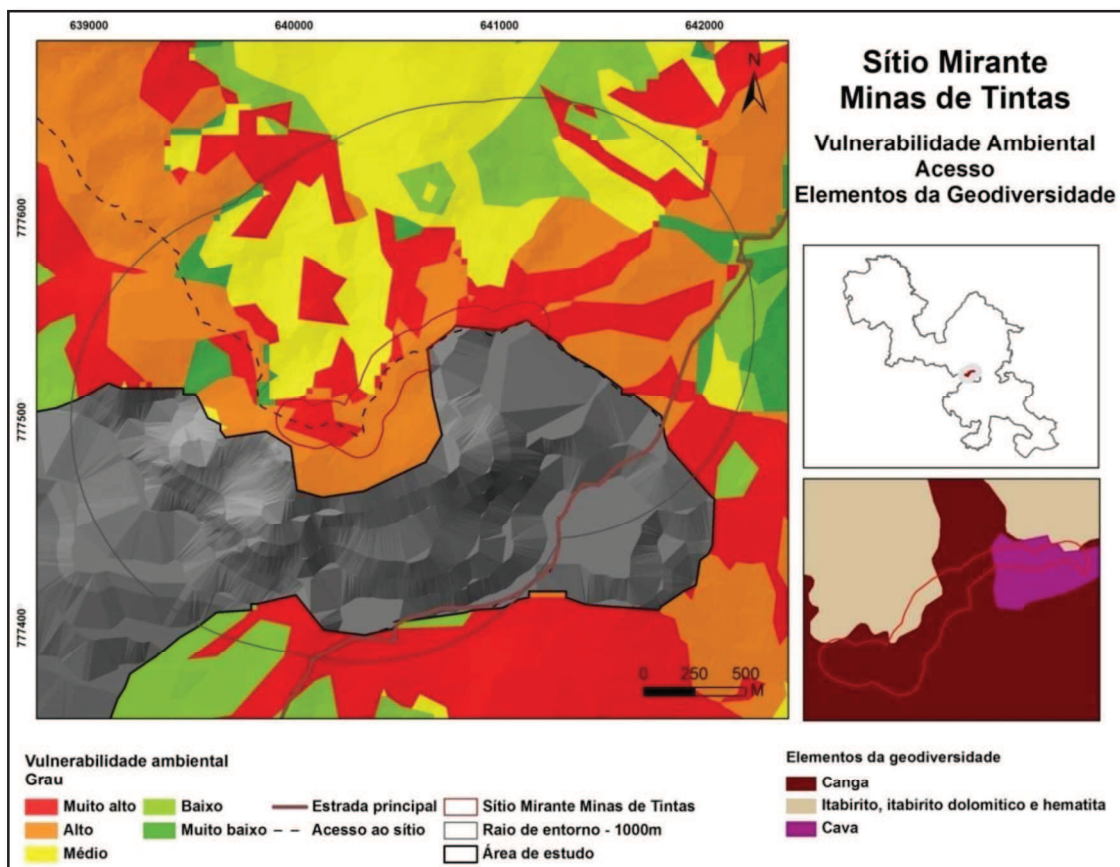 639000 640000 641000 642000
777600
777500
777400
N
0 250 500
M
Sítio Mirante
Minas de Tintas
Vulnerabilidade Ambiental
Acesso
Elementos da Geodiversidade
Vulnerabilidade ambiental
Grau
Muito alto
Alto
Médio
Baixo
Muito baixo
Estrada principal
Acesso ao sítio
Sítio Mirante Minas de Tintas
Raio de entorno - 1000m
Área de estudo
Elementos da geodiversidade
Canga
Itabirito, itabirito dolomitico e hematita
Cava